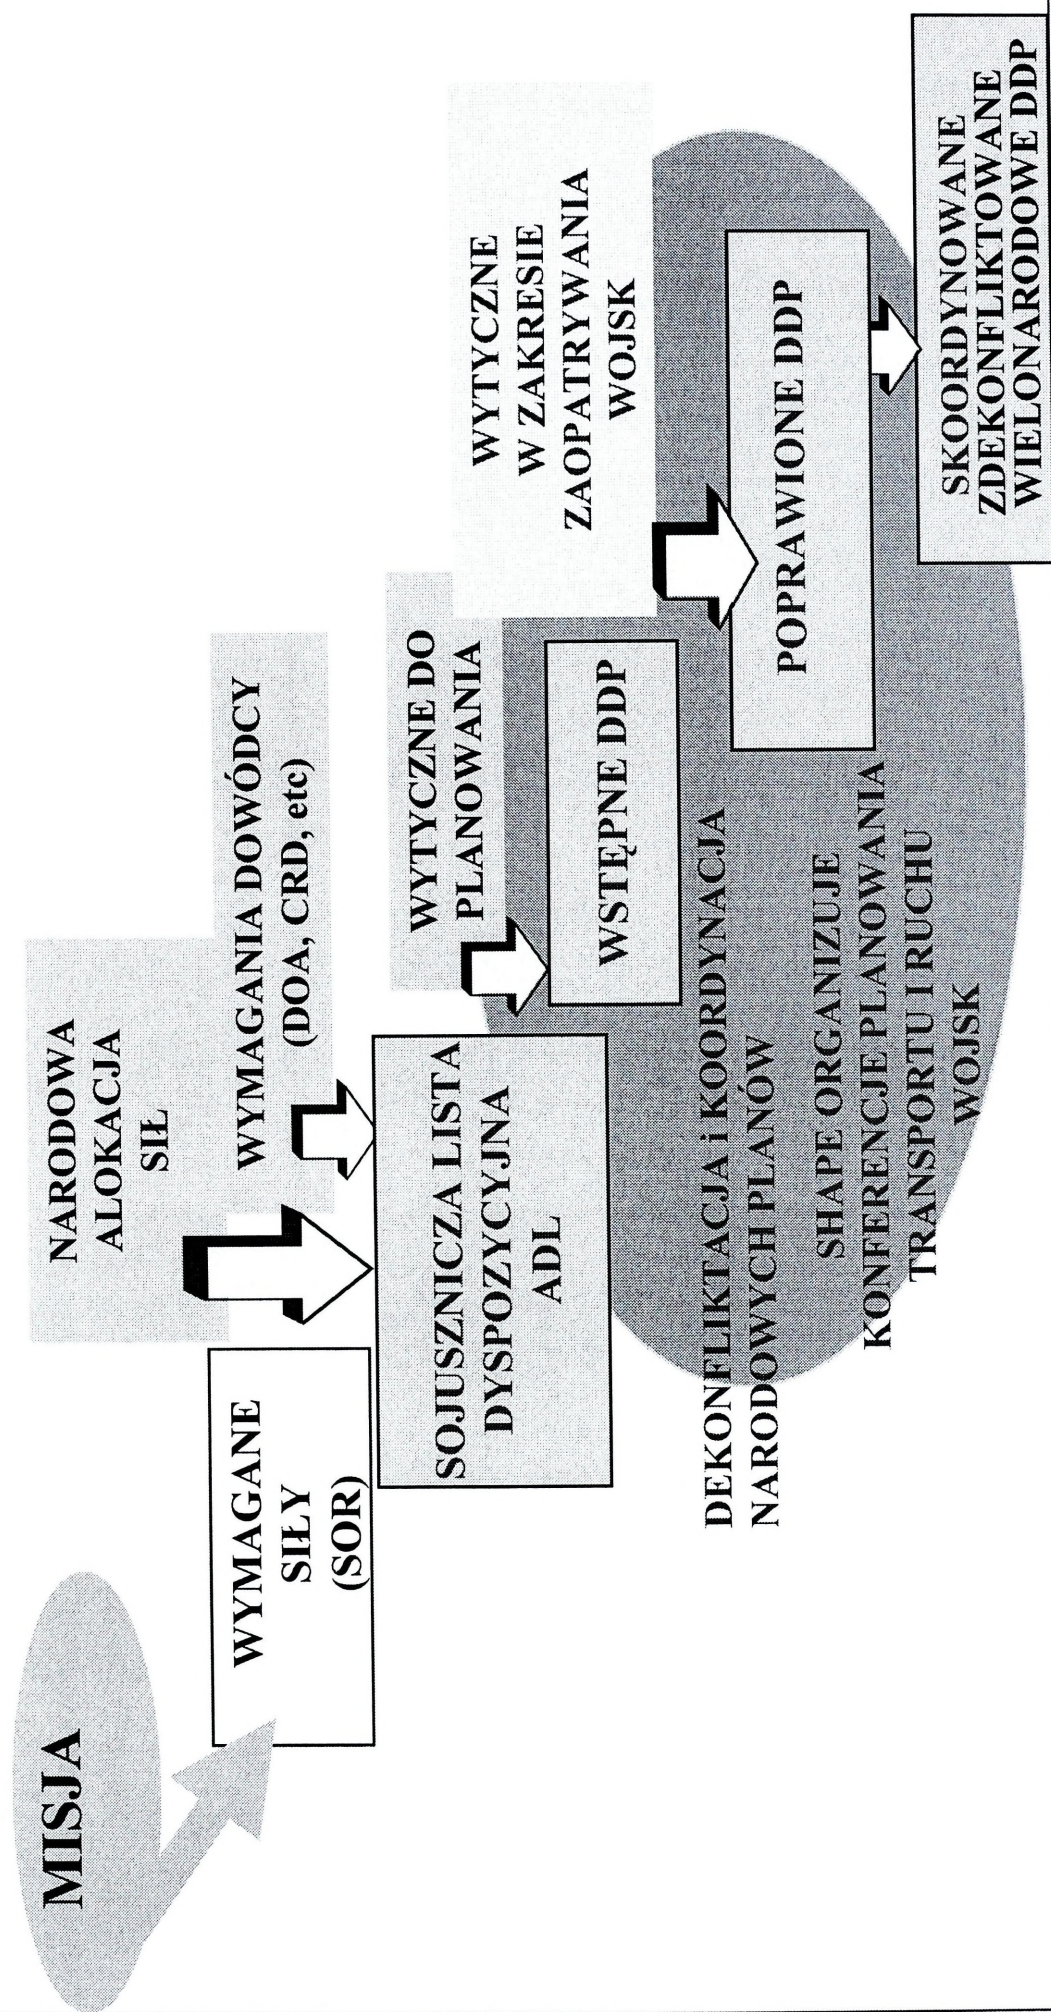 MISJA
WYMAGANE
SIŁY
(SOR)
NARODOWA
ALOKACJA
SIŁ
WYMAGANIA DOWÓDCY
(DOA, CRD, etc)
SOJUSZNICZA LISTA
DYSPOZYCYJNA
ADL
WYTYCZNE DO
PLANOWANIA
WSTĘPNE DDP
WYTYCZNE
W ZAKRESIE
ZAOPATRYWANIA
WOJSK
POPRAWIONE DDP
DEKONFLIKTACJA i KOORDYNACJA
NARODOWYCH PLANÓW
SHAPE ORGANIZUJE
KONFERENCJE PLANOWANIA
TRANSPORTU I RUCHU
WOJSK
SKOORDYNOWANE
ZDEKONFLIKTOWANE
WIELONARODOWE DDP